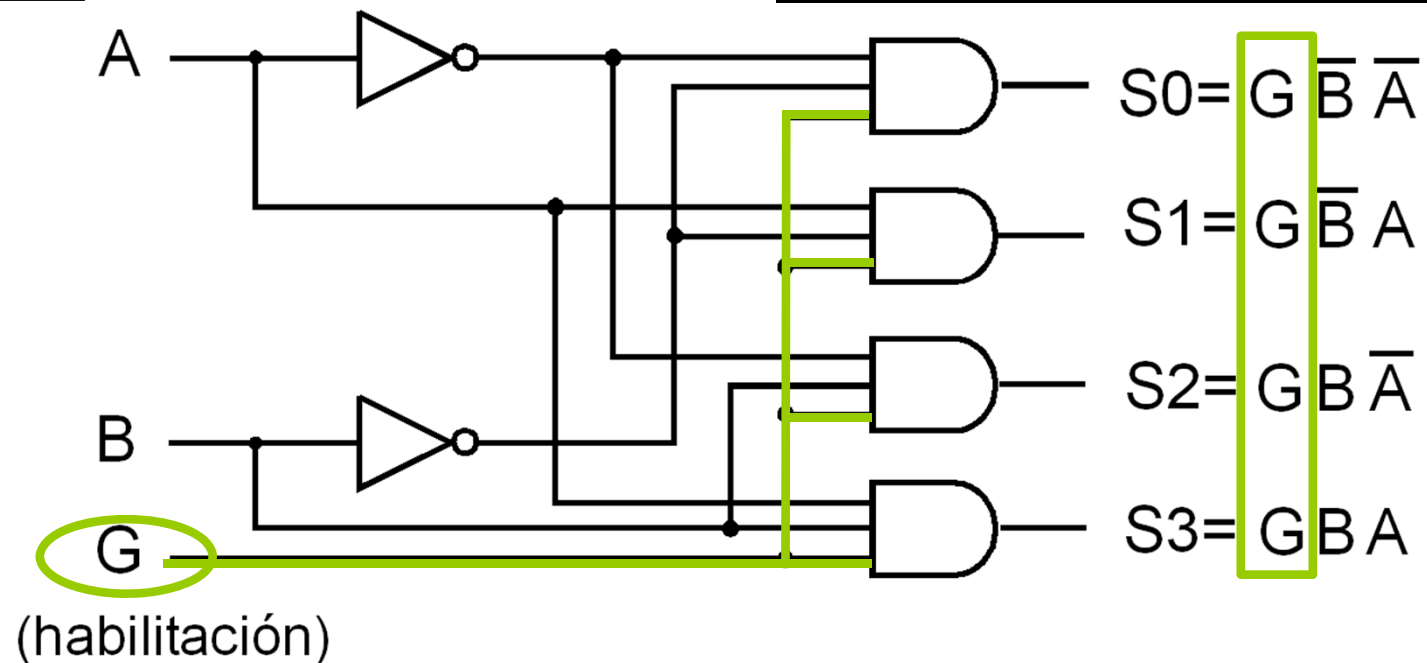 A
S0= G B̅ A̅
S1= G B̅ A
S2= G B A̅
B
S3= G B A
G
(habilitación)